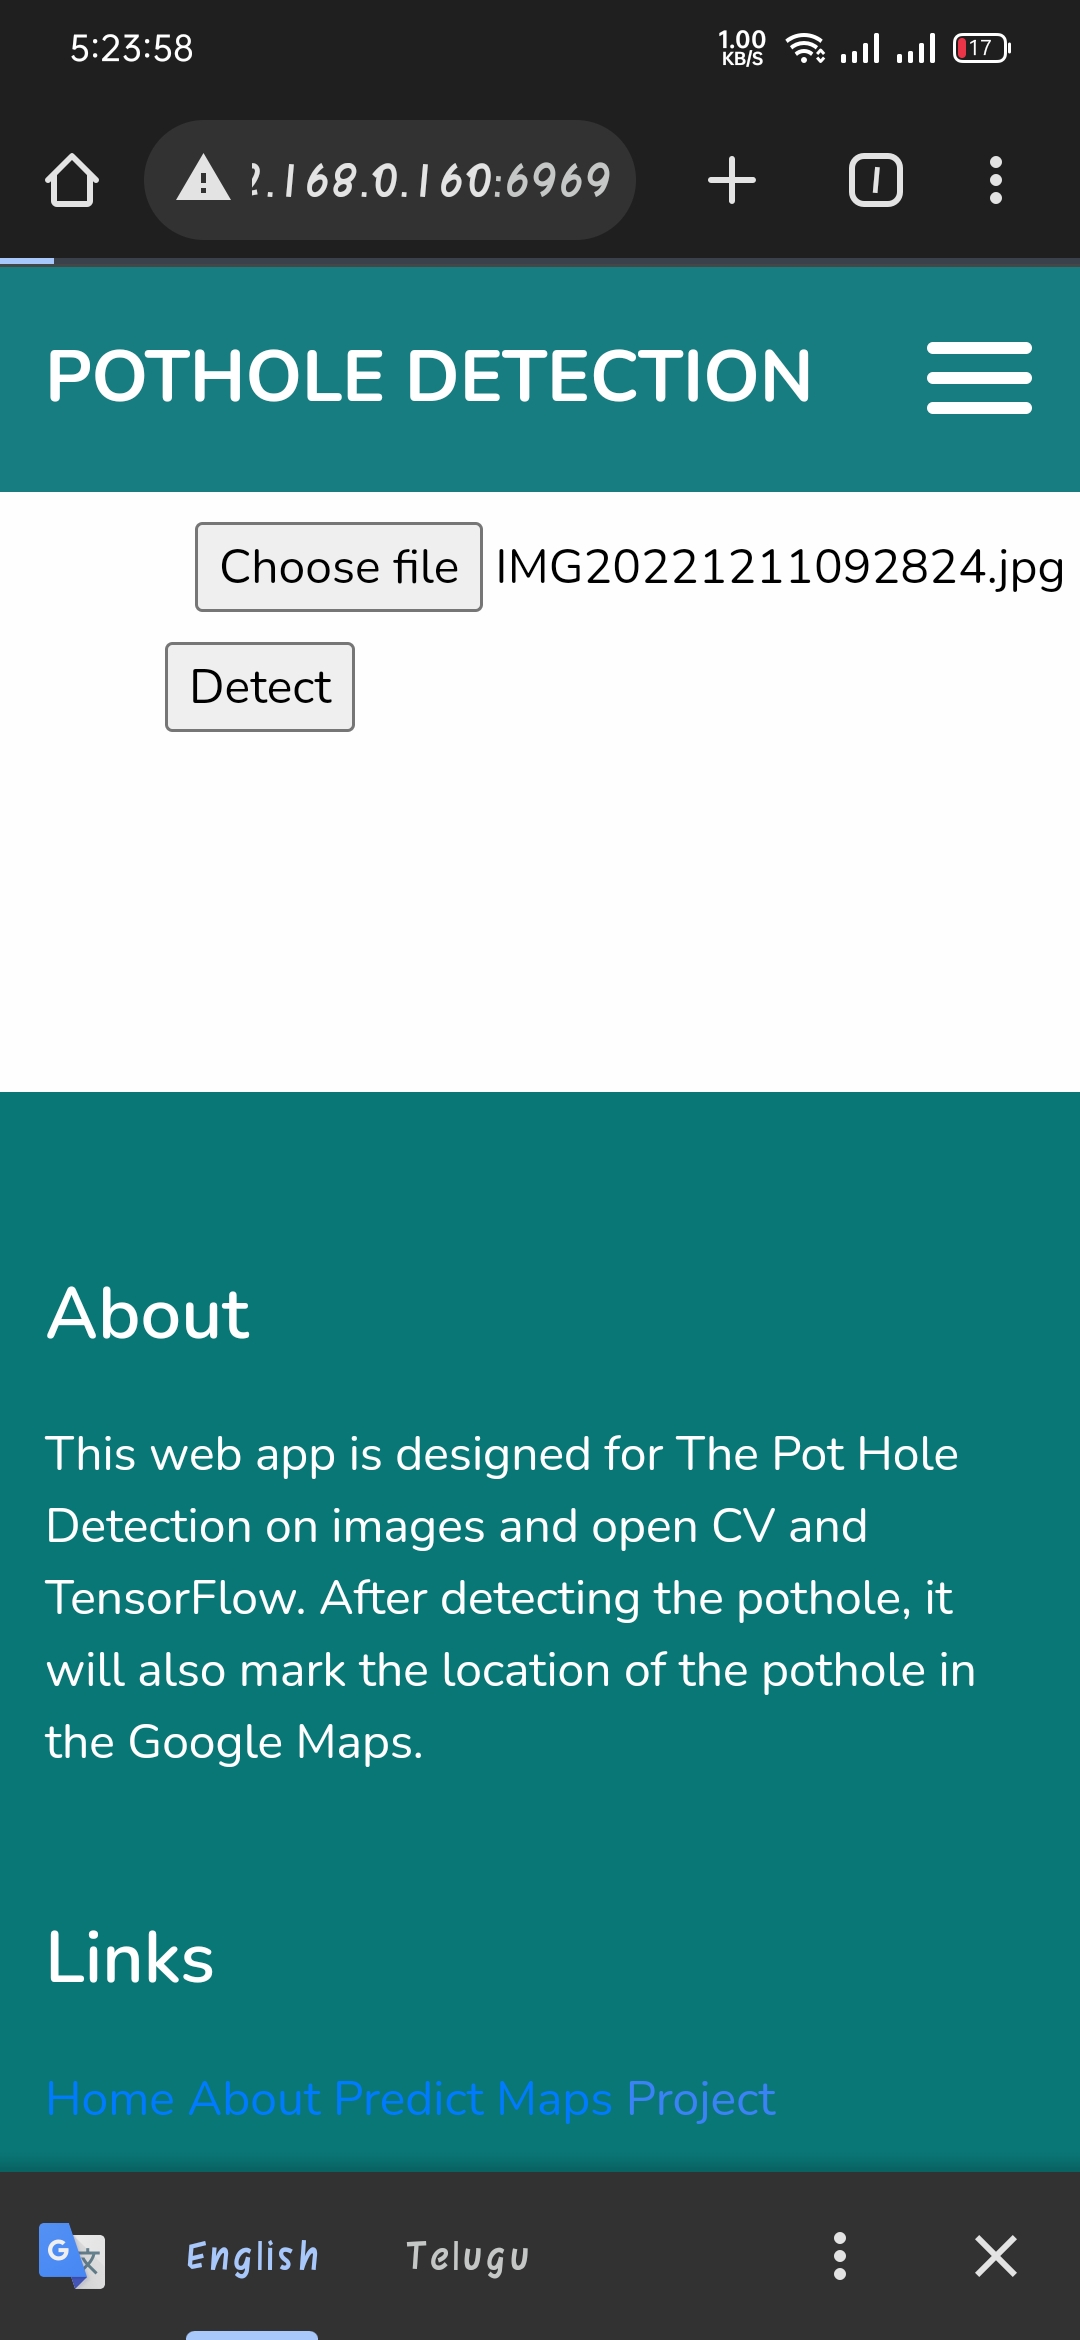 5:23:58
1.00
KB/S
17
2.168.0.160:6969
1
POTHOLE DETECTION
Choose file IMG20221211092824.jpg
Detect
About
This web app is designed for The Pot Hole
Detection on images and open CV and
TensorFlow. After detecting the pothole, it
will also mark the location of the pothole in
the Google Maps.
Links
Home About Predict Maps Project
G 文
English Telugu